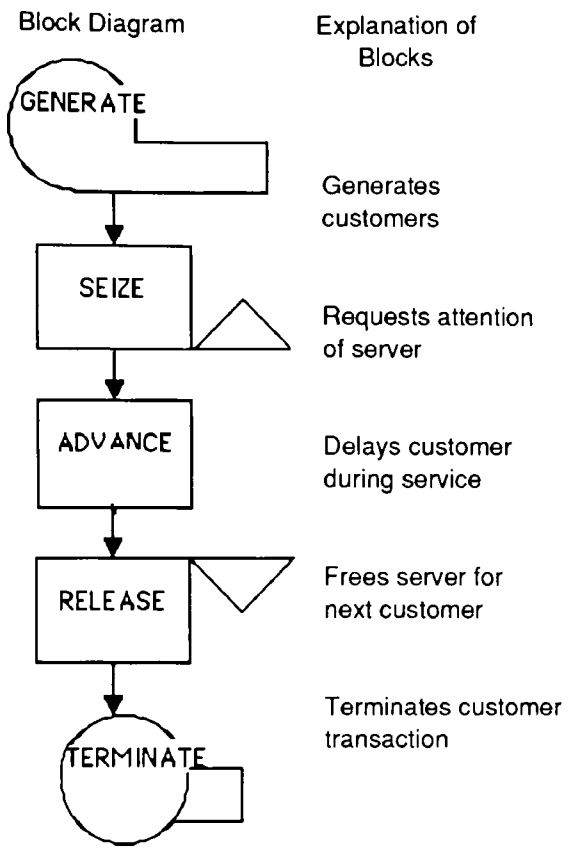 Block Diagram
Explanation of
Blocks
GENERATE
Generates
customers
SEIZE
Requests attention
of server
ADVANCE
Delays customer
during service
RELEASE
Frees server for
next customer
Terminates customer
transaction
TERMINATE